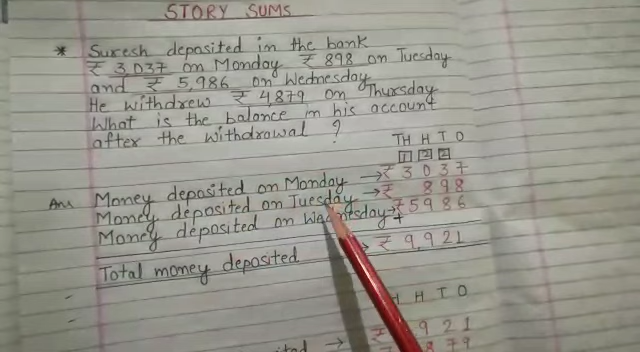 STORY SUMS
* Suresh deposited in the bank
₹ 3,037 on Monday ₹ 898 on Tuesday
and ₹ 5,986 on Wednesday
He withdrew ₹ 4,879 on Thursday
What is the balance in his account
after the withdrawal ?
TH H T O
1 2 2
Ans Money deposited on Monday → ₹ 3 0 3 7
Money deposited on Tuesday → ₹ 8 9 8
Money deposited on Wednesday → + ₹ 5 9 8 6
Total money deposited → ₹ 9,9 2 1
H T O
₹ 9 2 1
→ ₹ 8 7 9